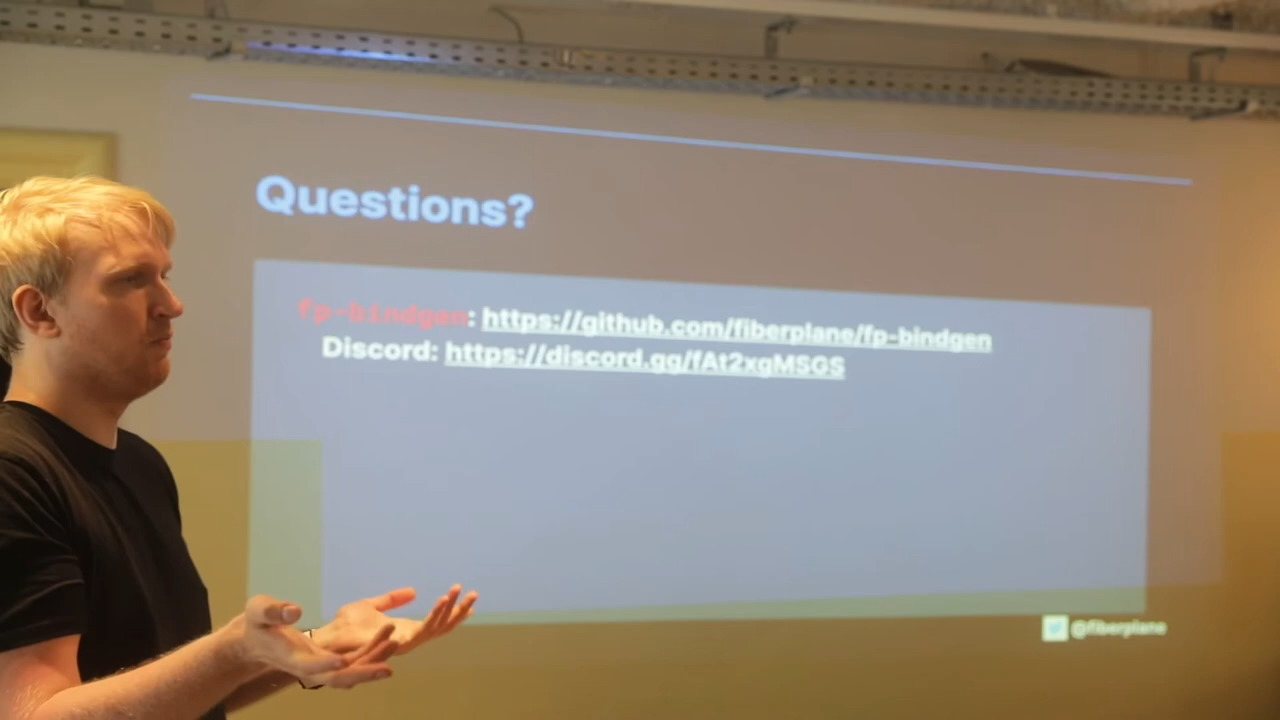 Questions?
fp-bindgen: https://github.com/fiberplane/fp-bindgen
Discord: https://discord.gg/fAt2xgMSGS
@fiberplane